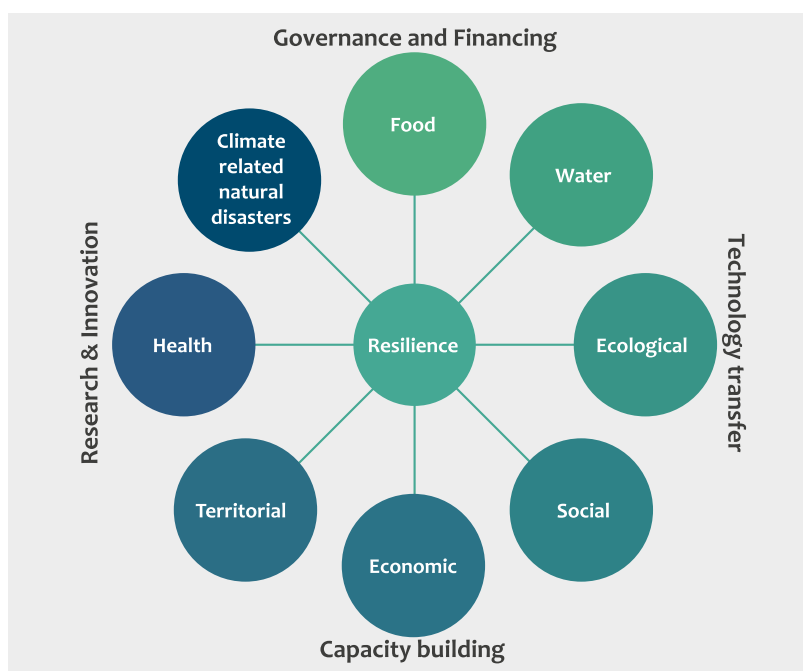 Governance and Financing
Food
Climate
related
natural
disasters
Water
Research & Innovation
Technology transfer
Health
Resilience
Ecological
Territorial
Social
Economic
Capacity building